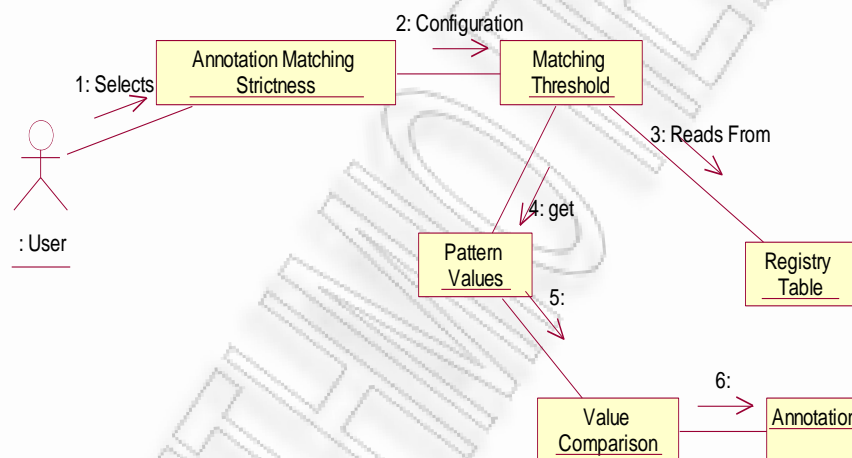 2: Configuration
Annotation Matching
Strictness
Matching
Threshold
1: Selects
3: Reads From
: User
4: get
Pattern
Values
Registry
Table
5:
6:
Value
Comparison
Annotation